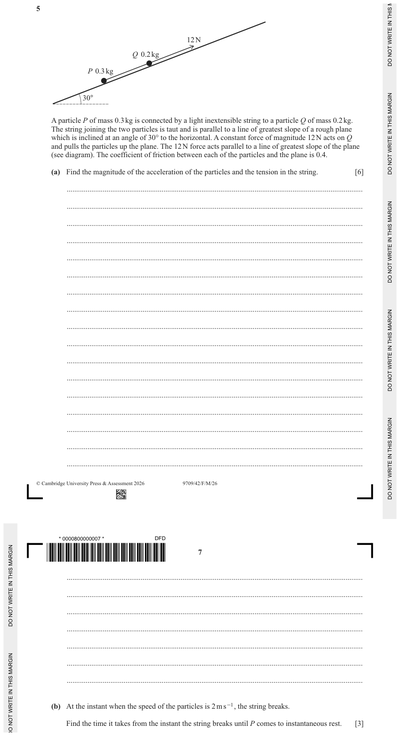 5
12 N
Q 0.2 kg
P 0.3 kg
30°
A particle P of mass 0.3 kg is connected by a light inextensible string to a particle Q of mass 0.2 kg.
The string joining the two particles is taut and is parallel to a line of greatest slope of a rough plane
which is inclined at an angle of 30° to the horizontal. A constant force of magnitude 12 N acts on Q
and pulls the particles up the plane. The 12 N force acts parallel to a line of greatest slope of the plane
(see diagram). The coefficient of friction between each of the particles and the plane is 0.4.
(a) Find the magnitude of the acceleration of the particles and the tension in the string. [6]
DO NOT WRITE IN THIS MARGIN
DO NOT WRITE IN THIS MARGIN
DO NOT WRITE IN THIS MARGIN
DO NOT WRITE IN THIS MARGIN
DO NOT WRITE IN THIS MARGIN
© Cambridge University Press & Assessment 2026 9709/42/F/M/26
* 0000800000007 * DFD
7
DO NOT WRITE IN THIS MARGIN
DO NOT WRITE IN THIS MARGIN
(b) At the instant when the speed of the particles is 2 m s⁻¹, the string breaks.
Find the time it takes from the instant the string breaks until P comes to instantaneous rest. [3]